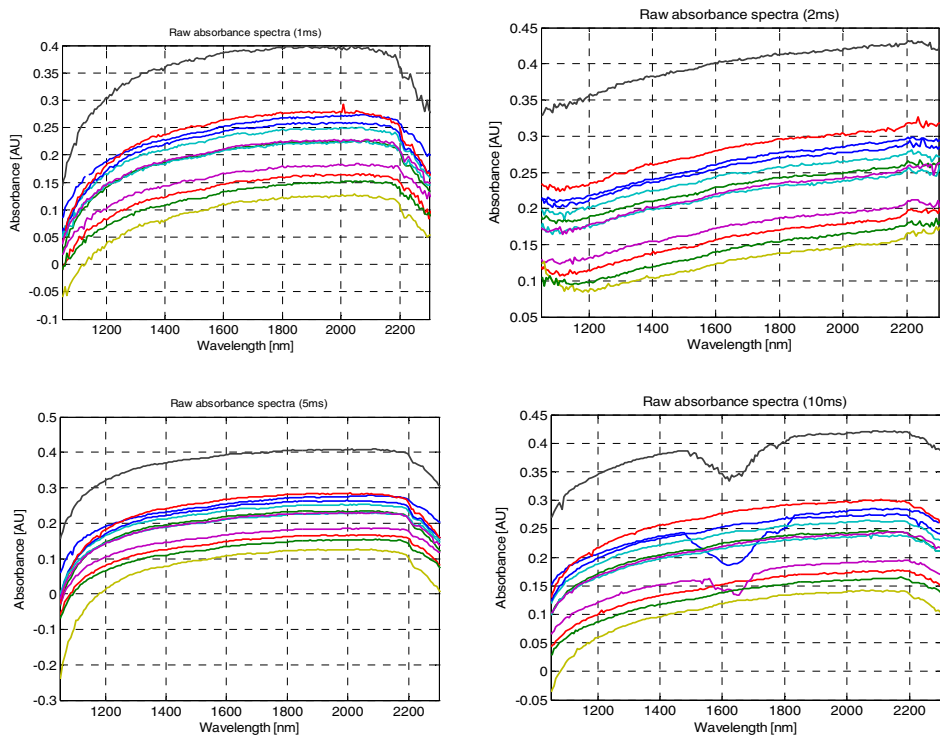 Raw absorbance spectra (1ms)
0.4
0.35
0.3
0.25
0.2
0.15
0.1
0.05
0
-0.05
-0.1
Absorbance [AU]
1200 1400 1600 1800 2000 2200
Wavelength [nm]
Raw absorbance spectra (2ms)
0.45
0.4
0.35
0.3
0.25
0.2
0.15
0.1
0.05
Absorbance [AU]
1200 1400 1600 1800 2000 2200
Wavelength [nm]
Raw absorbance spectra (5ms)
0.5
0.4
0.3
0.2
0.1
0
-0.1
-0.2
-0.3
Absorbance [AU]
1200 1400 1600 1800 2000 2200
Wavelength [nm]
Raw absorbance spectra (10ms)
0.45
0.4
0.35
0.3
0.25
0.2
0.15
0.1
0.05
0
-0.05
Absorbance [AU]
1200 1400 1600 1800 2000 2200
Wavelength [nm]